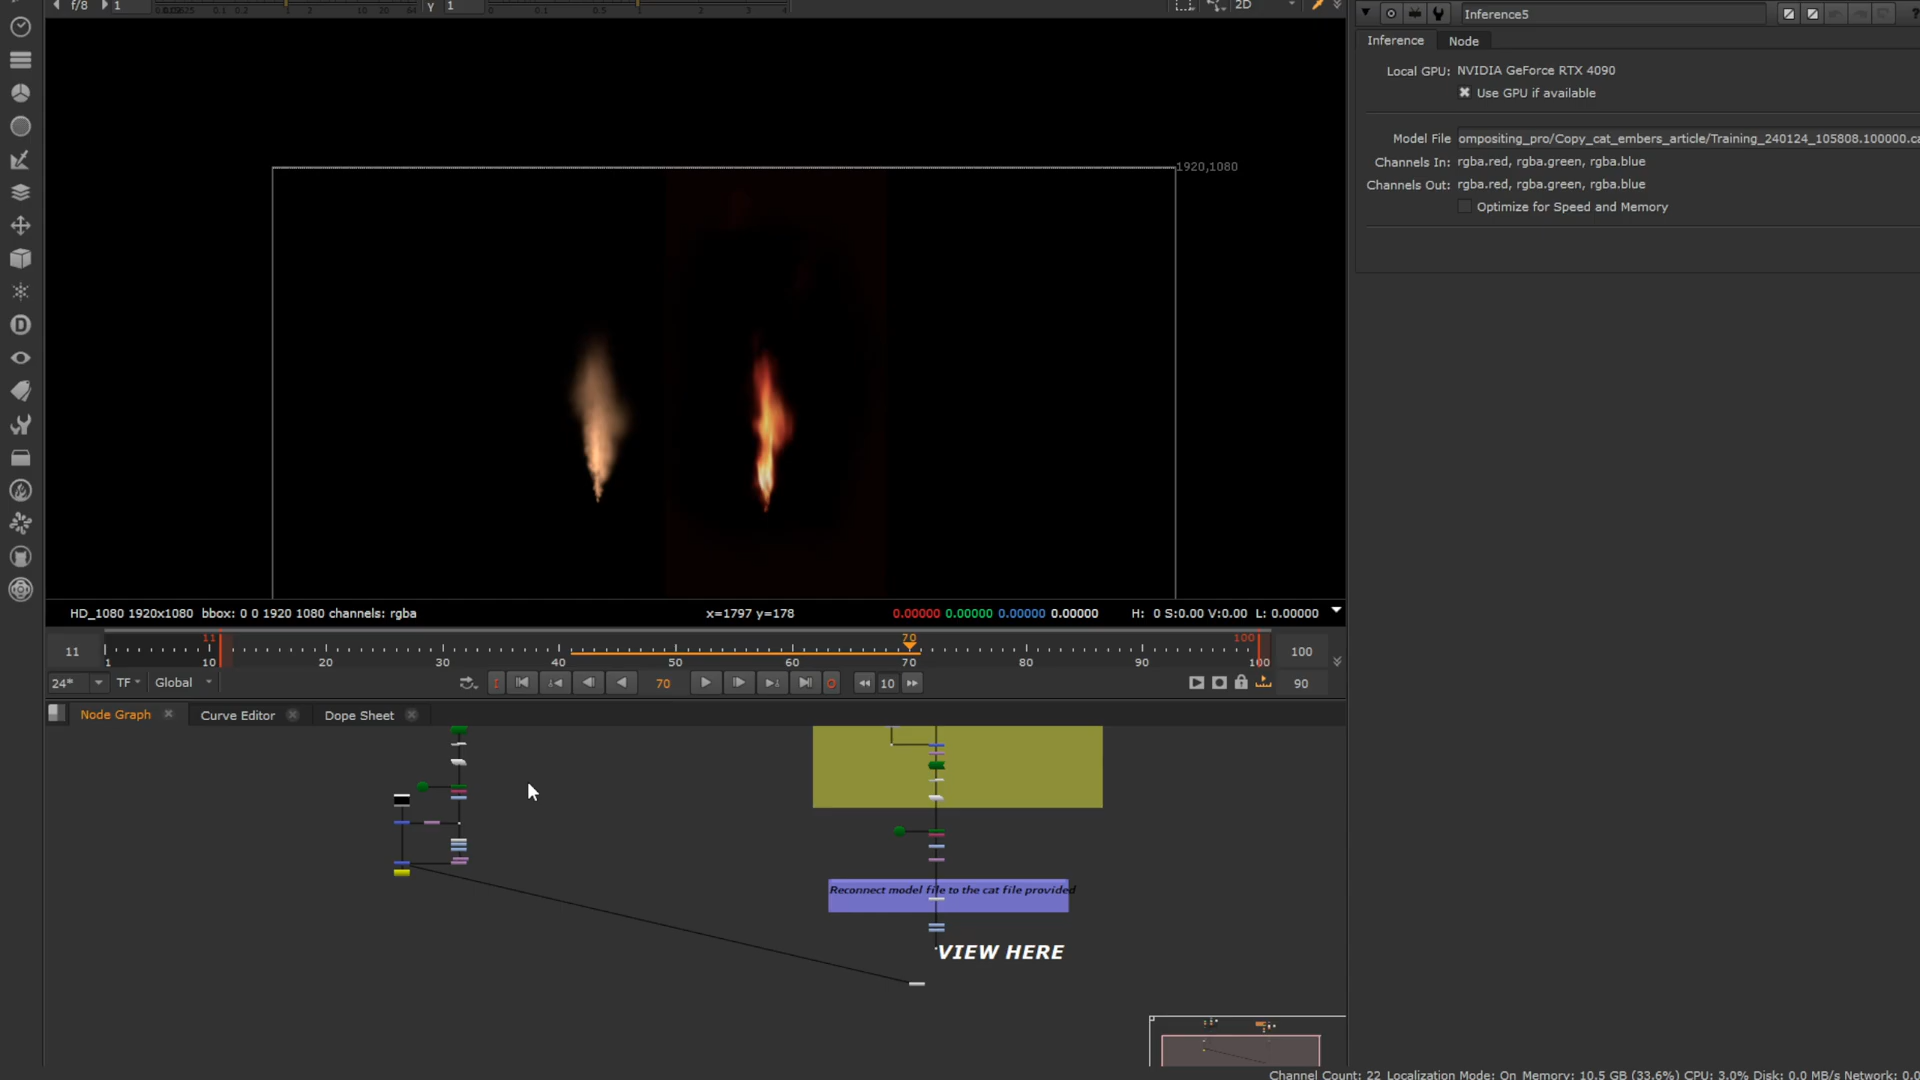 f/8 1 y 1 2D
Inference5
Inference Node
Local GPU: NVIDIA GeForce RTX 4090
Use GPU if available
Model File ompositing_pro/Copy_cat_embers_article/Training_240124_105808.100000.ca
Channels In: rgba.red, rgba.green, rgba.blue
Channels Out: rgba.red, rgba.green, rgba.blue
Optimize for Speed and Memory
1920,1080
HD_1080 1920x1080 bbox: 0 0 1920 1080 channels: rgba x=1797 y=178 0.00000 0.00000 0.00000 0.00000 H: 0 S:0.00 V:0.00 L: 0.00000
11 70 100
11 1 10 20 30 40 50 60 70 80 90 100 100
24* TF Global 70 10 90
Node Graph Curve Editor Dope Sheet
Reconnect model file to the cat file provided
VIEW HERE
Channel Count: 22 Localization Mode: On Memory: 10.5 GB (33.6%) CPU: 3.0% Disk: 0.0 MB/s Network: 0.0